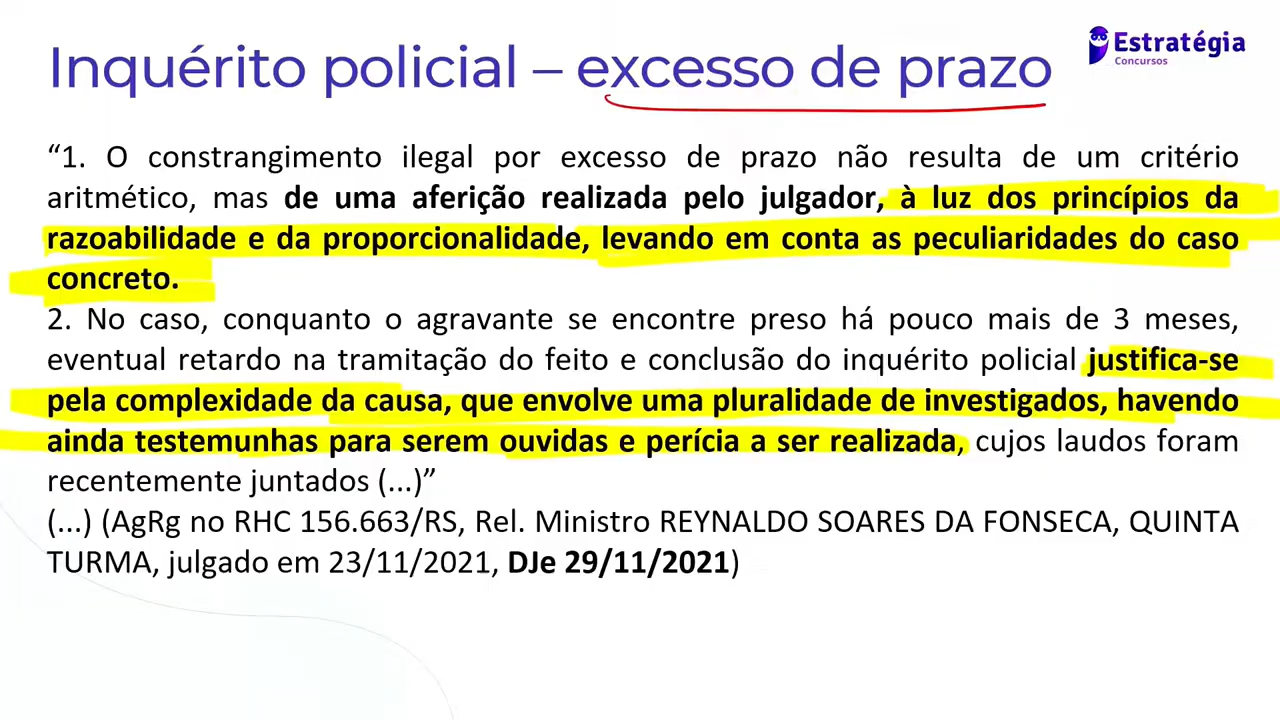 Inquérito policial – excesso de prazo
Estratégia
Concursos
“1. O constrangimento ilegal por excesso de prazo não resulta de um critério
aritmético, mas de uma aferição realizada pelo julgador, à luz dos princípios da
razoabilidade e da proporcionalidade, levando em conta as peculiaridades do caso
concreto.
2. No caso, conquanto o agravante se encontre preso há pouco mais de 3 meses,
eventual retardo na tramitação do feito e conclusão do inquérito policial justifica-se
pela complexidade da causa, que envolve uma pluralidade de investigados, havendo
ainda testemunhas para serem ouvidas e perícia a ser realizada, cujos laudos foram
recentemente juntados (...)”
(...) (AgRg no RHC 156.663/RS, Rel. Ministro REYNALDO SOARES DA FONSECA, QUINTA
TURMA, julgado em 23/11/2021, DJe 29/11/2021)